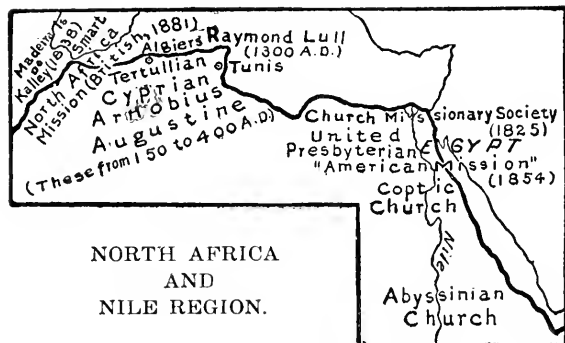 Madeira Is.
Kalley (1838)
Smart
North Africa
Mission (British, 1881)
Algiers
Raymond Lull
(1300 A.D.)
Tunis
Tertullian
Cyprian
Arnobius
Augustine
(These from 150 to 400 A.D.)
Church Missionary Society
(1825)
United
Presbyterian
EGYPT
"American Mission"
(1854)
Coptic
Church
Nile
Abyssinian
Church
NORTH AFRICA
AND
NILE REGION.